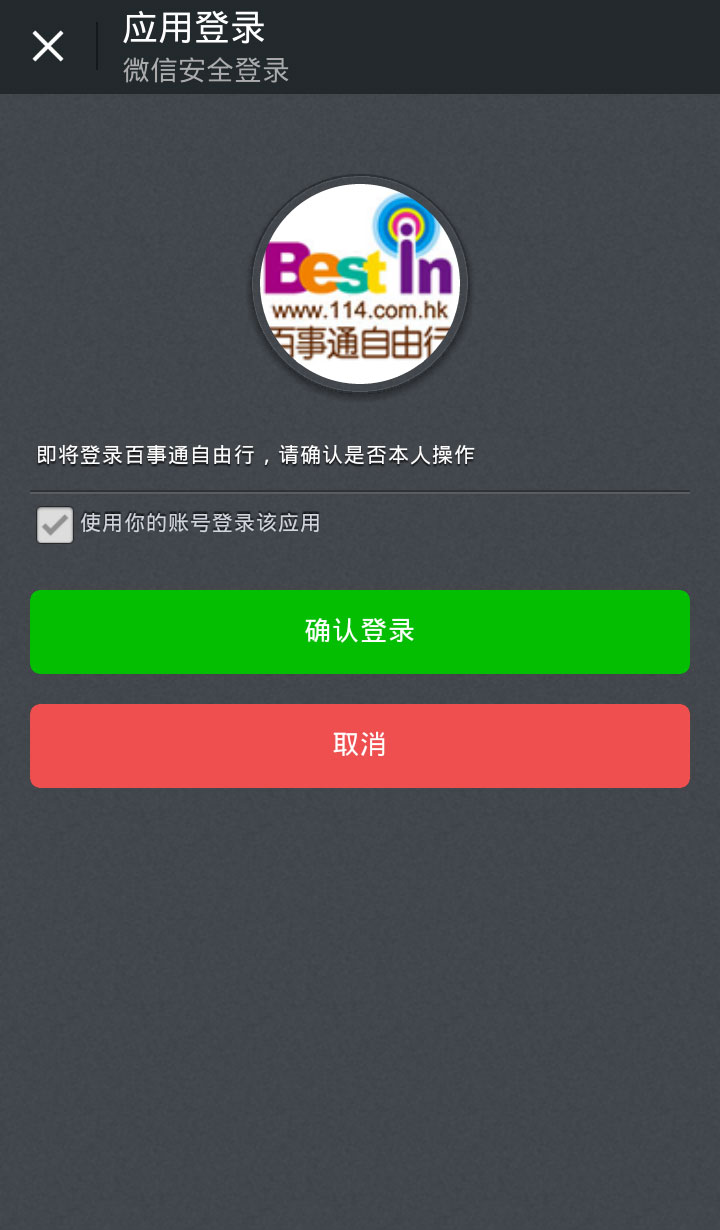 应用登录
微信安全登录
Best In
www.114.com.hk
百事通自由行
即将登录百事通自由行，请确认是否本人操作
使用你的账号登录该应用
确认登录
取消